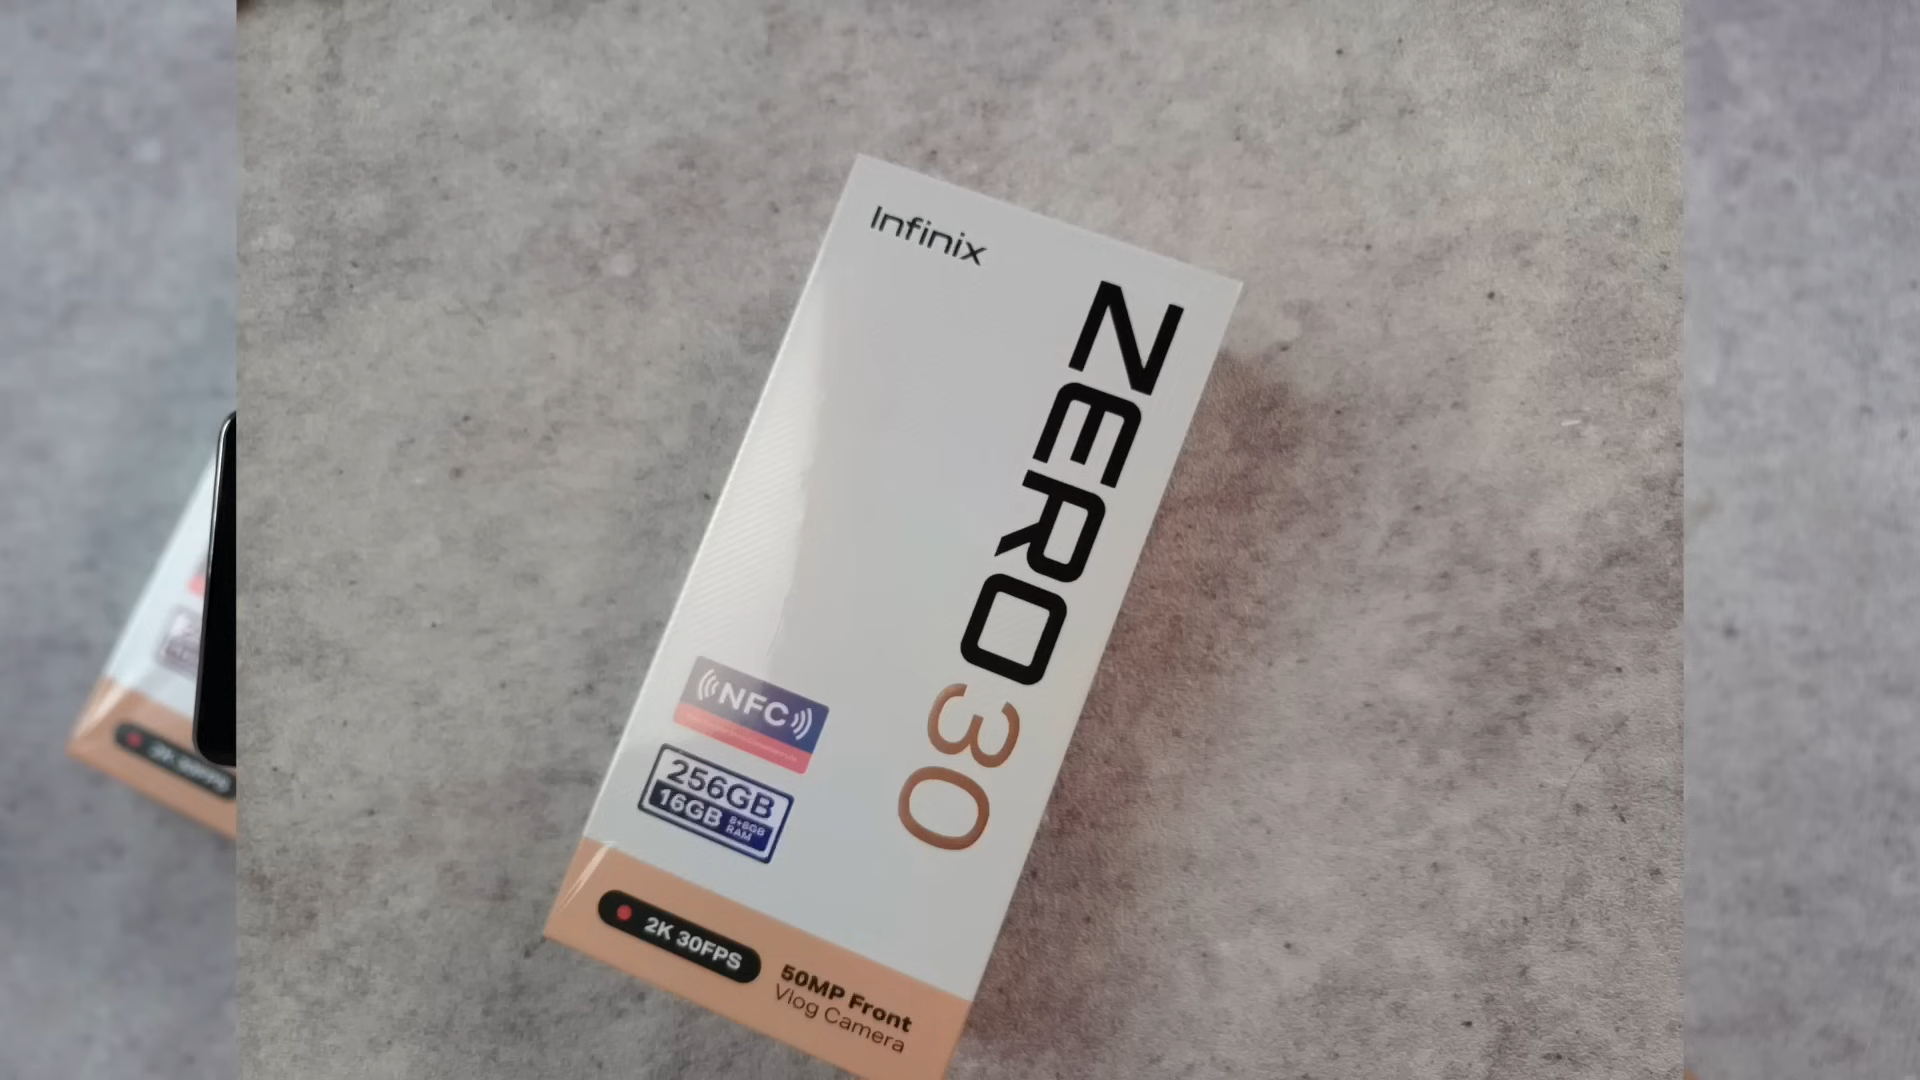 Infinix
ZERO 30
NFC
256GB
16GB 8+8GB RAM
2K 30FPS
50MP Front
Vlog Camera